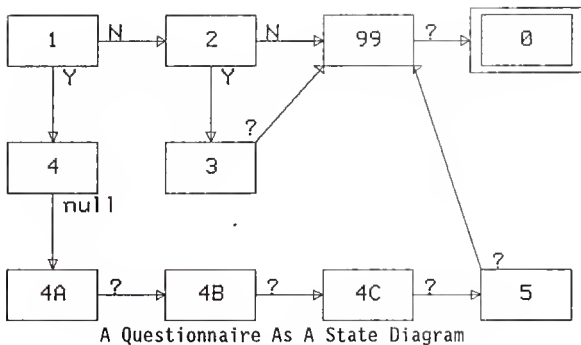 1 N 2 N 99 ? 0
Y Y
?
4 3
null
?
4A ? 4B ? 4C ? 5
A Questionnaire As A State Diagram